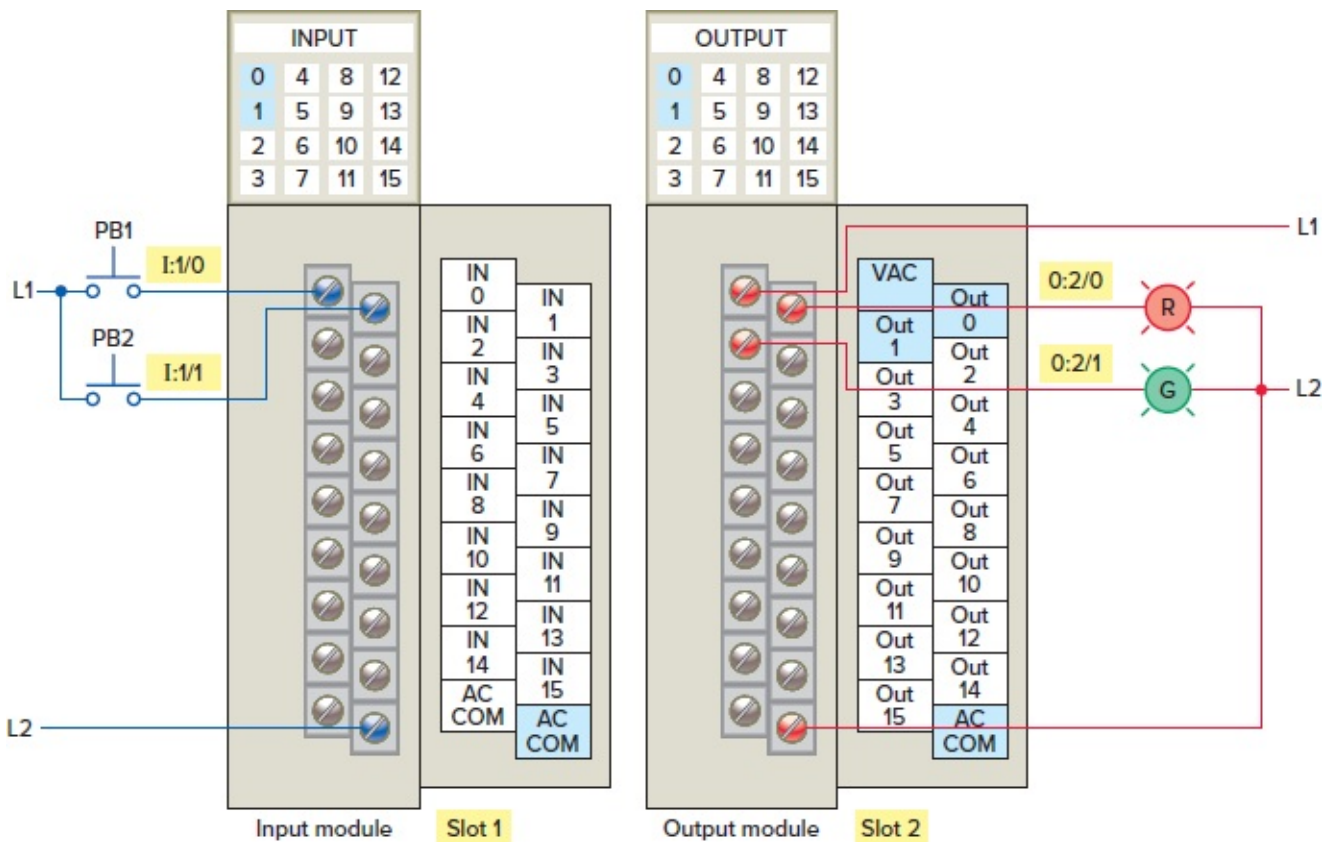 INPUT
0 4 8 12
1 5 9 13
2 6 10 14
3 7 11 15
OUTPUT
0 4 8 12
1 5 9 13
2 6 10 14
3 7 11 15
PB1
I:1/0
L1
PB2
I:1/1
L2
IN
0
IN
2
IN
4
IN
6
IN
8
IN
10
IN
12
IN
14
AC
COM
IN
1
IN
3
IN
5
IN
7
IN
9
IN
11
IN
13
IN
15
AC
COM
VAC
Out
1
Out
3
Out
5
Out
7
Out
9
Out
11
Out
13
Out
15
Out
0
Out
2
Out
4
Out
6
Out
8
Out
10
Out
12
Out
14
AC
COM
L1
0:2/0
R
0:2/1
G
L2
Input module
Slot 1
Output module
Slot 2